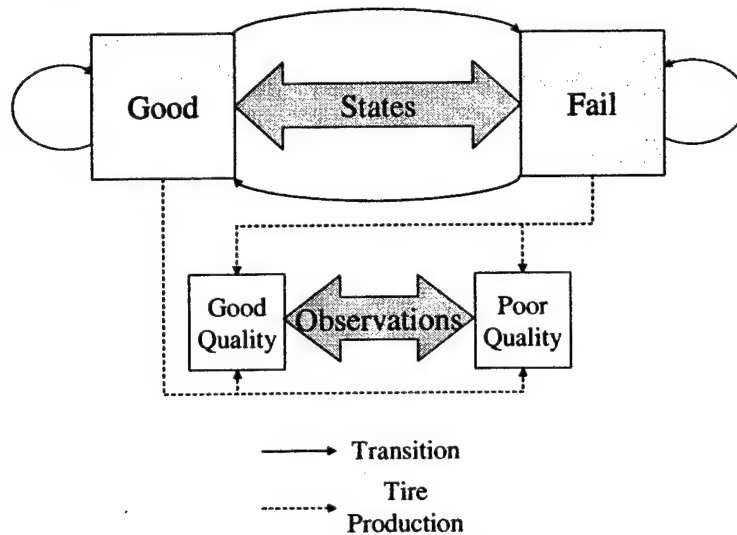 Good
States
Fail
Good
Quality
Observations
Poor
Quality
Transition
Tire
Production